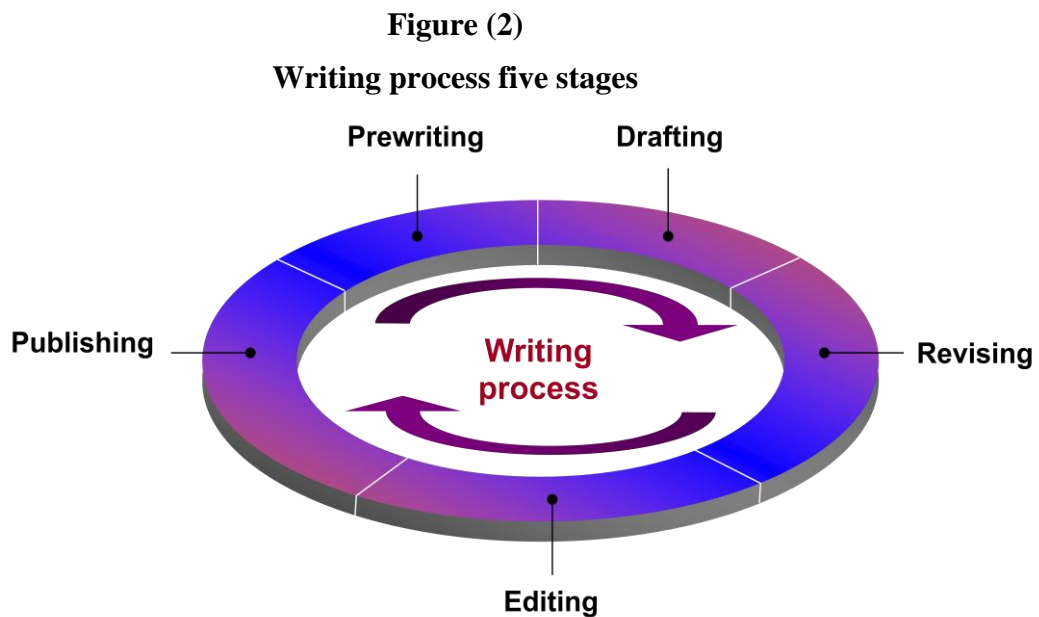 Figure (2)
Writing process five stages
Prewriting
Drafting
Publishing
Writing
process
Revising
Editing